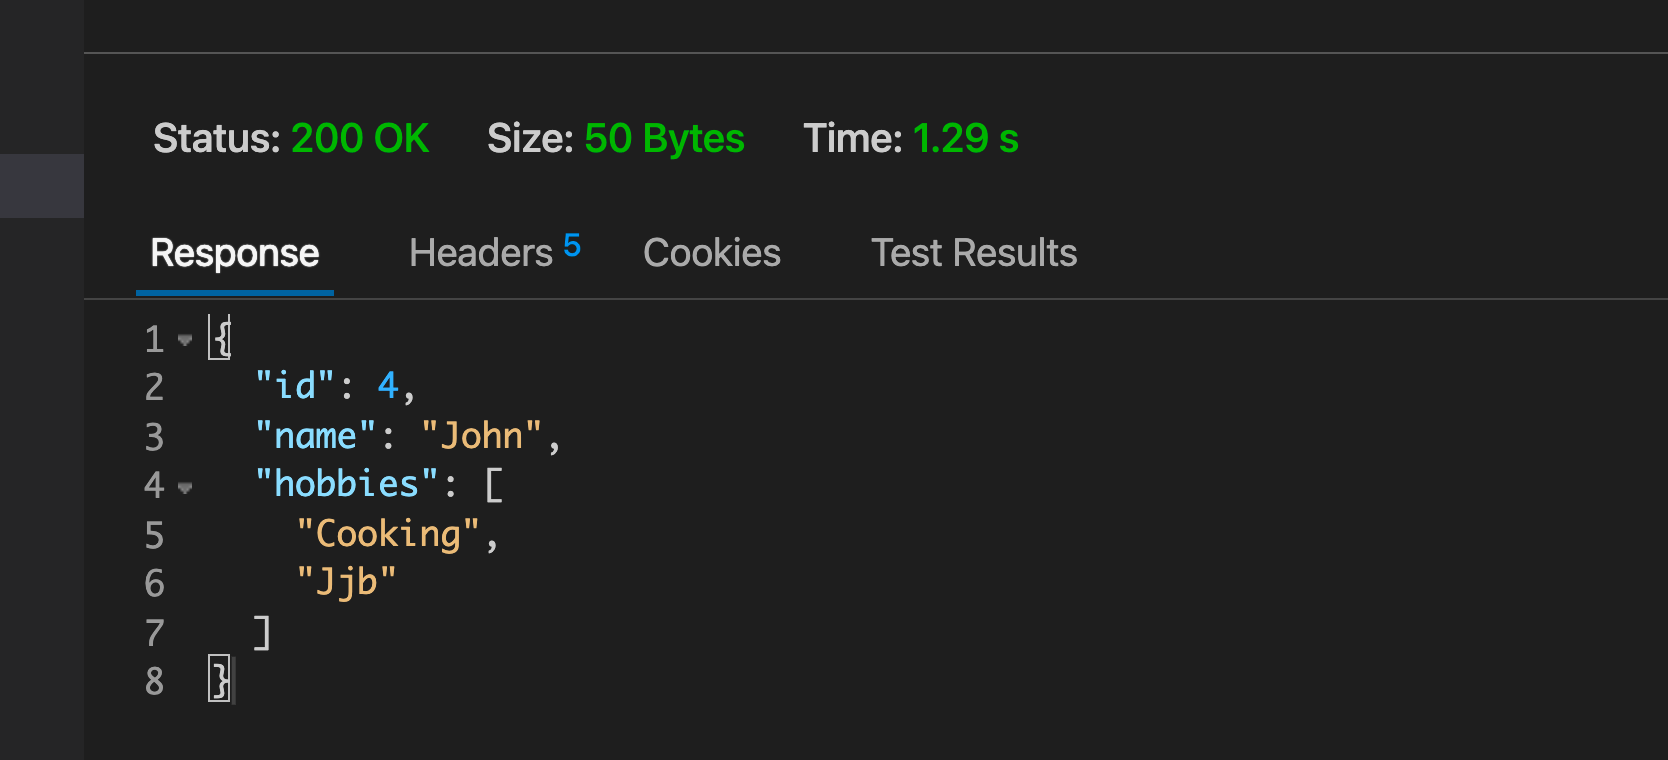 Status: 200 OK Size: 50 Bytes Time: 1.29 s
Response Headers 5 Cookies Test Results
1 {
2 "id": 4,
3 "name": "John",
4 "hobbies": [
5 "Cooking",
6 "Jjb"
7 ]
8 }